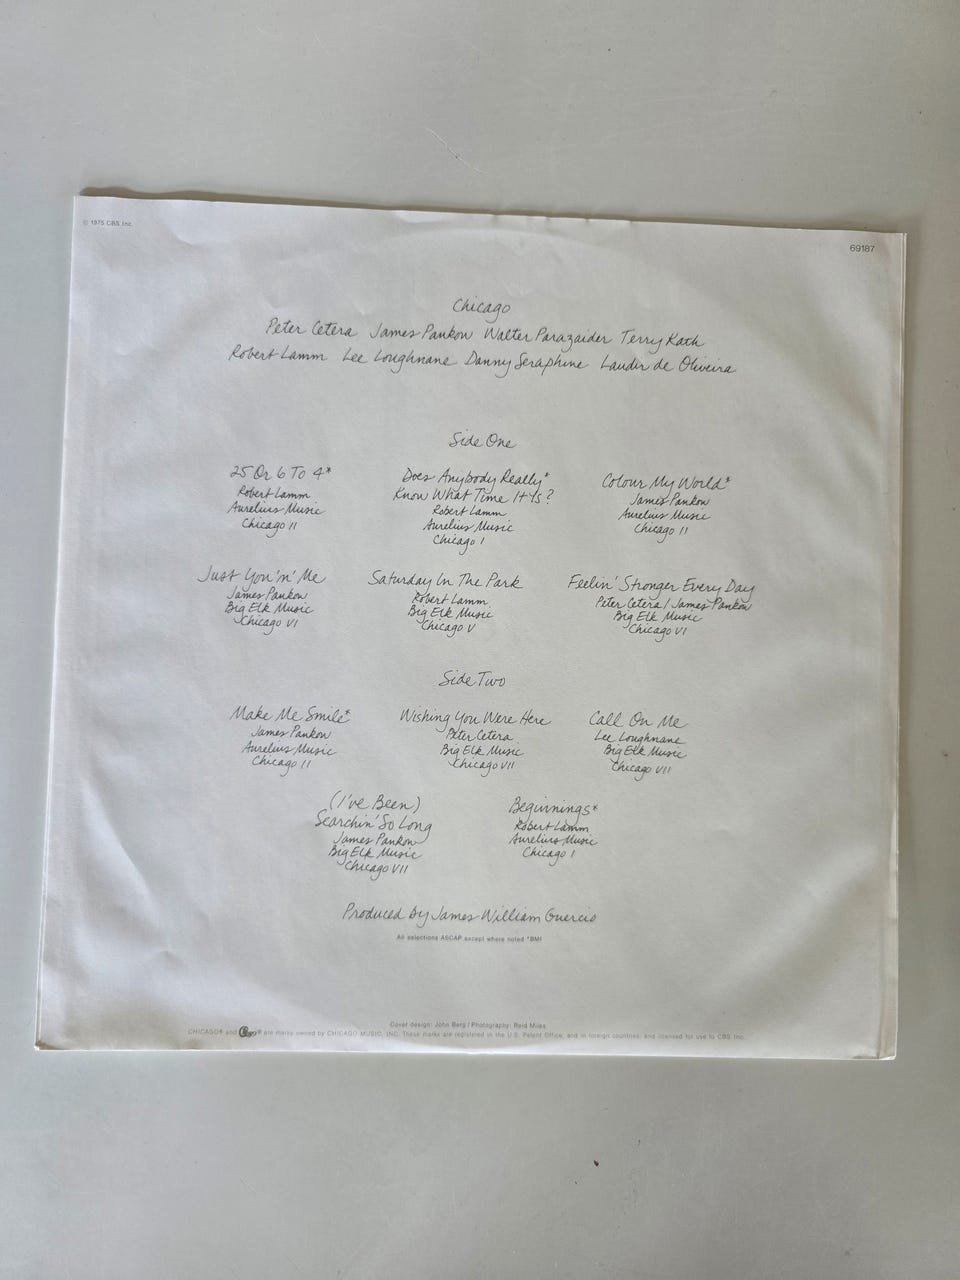 © 1975 CBS Inc.
69187
Chicago
Peter Cetera James Pankow Walter Parazaider Terry Kath
Robert Lamm Lee Loughnane Danny Seraphine Laudir de Oliveira
Side One
25 Or 6 To 4*
Robert Lamm
Aurelius Music
Chicago II
Does Anybody Really*
Know What Time It Is?
Robert Lamm
Aurelius Music
Chicago I
Colour My World*
James Pankow
Aurelius Music
Chicago II
Just You 'n' Me
James Pankow
Big Elk Music
Chicago VI
Saturday In The Park
Robert Lamm
Big Elk Music
Chicago V
Feelin' Stronger Every Day
Peter Cetera / James Pankow
Big Elk Music
Chicago VI
Side Two
Make Me Smile*
James Pankow
Aurelius Music
Chicago II
Wishing You Were Here
Peter Cetera
Big Elk Music
Chicago VII
Call On Me
Lee Loughnane
Big Elk Music
Chicago VII
(I've Been)
Searchin' So Long
James Pankow
Big Elk Music
Chicago VII
Beginnings*
Robert Lamm
Aurelius Music
Chicago I
Produced by James William Guercio
All selections ASCAP except where noted *BMI
Cover design: John Berg / Photography: Reid Miles
CHICAGO® and Chicago® are marks owned by CHICAGO MUSIC, INC. These marks are registered in the U.S. Patent Office, and in foreign countries, and licensed for use to CBS Inc.